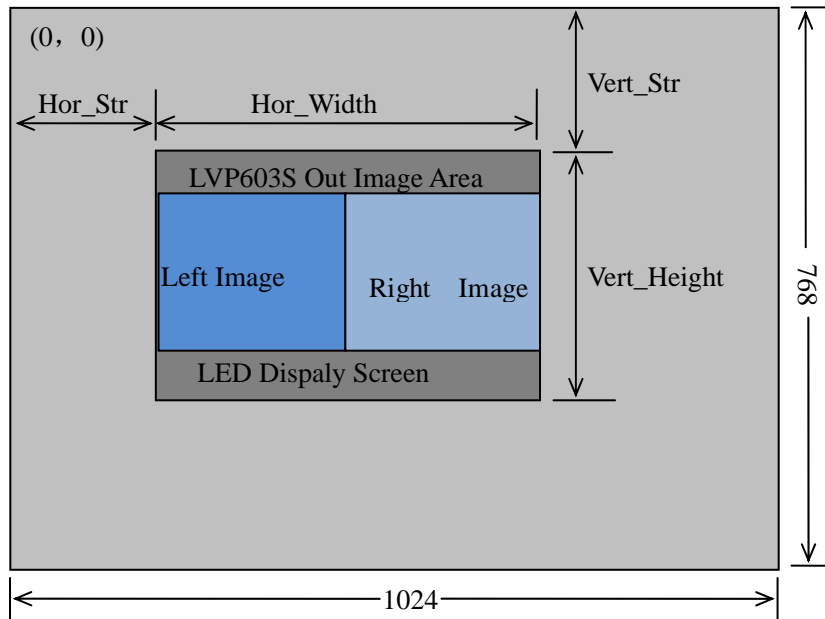 (0，0)
Vert_Str
Hor_Str
Hor_Width
LVP603S Out Image Area
Left Image
Right Image
Vert_Height
768
LED Dispaly Screen
1024